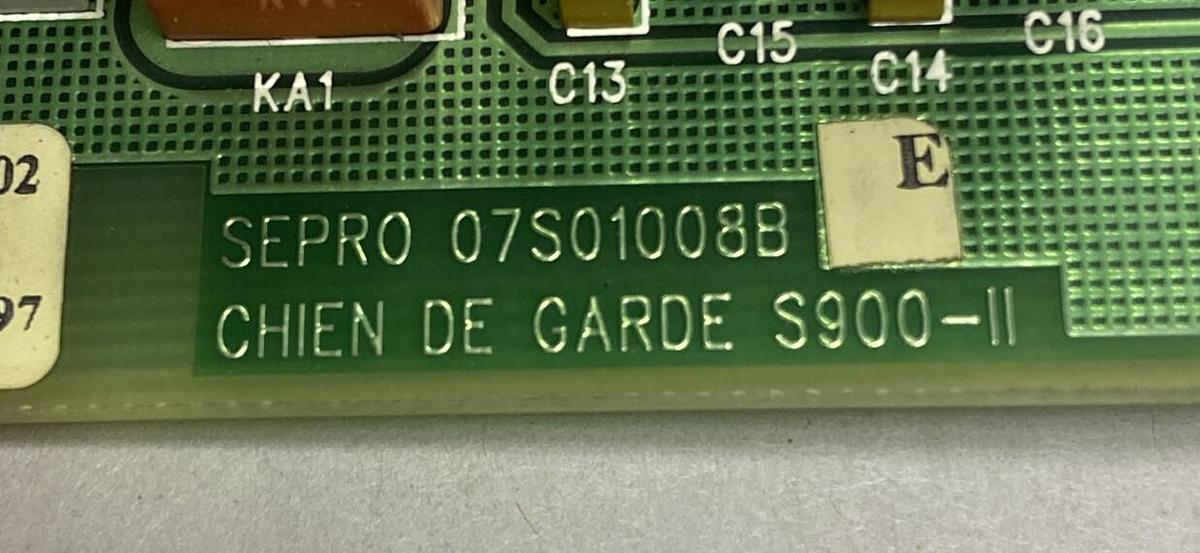 KA1
C13
C15
C14
C16
02
97
E
SEPRO 07S01008B
CHIEN DE GARDE S900-II